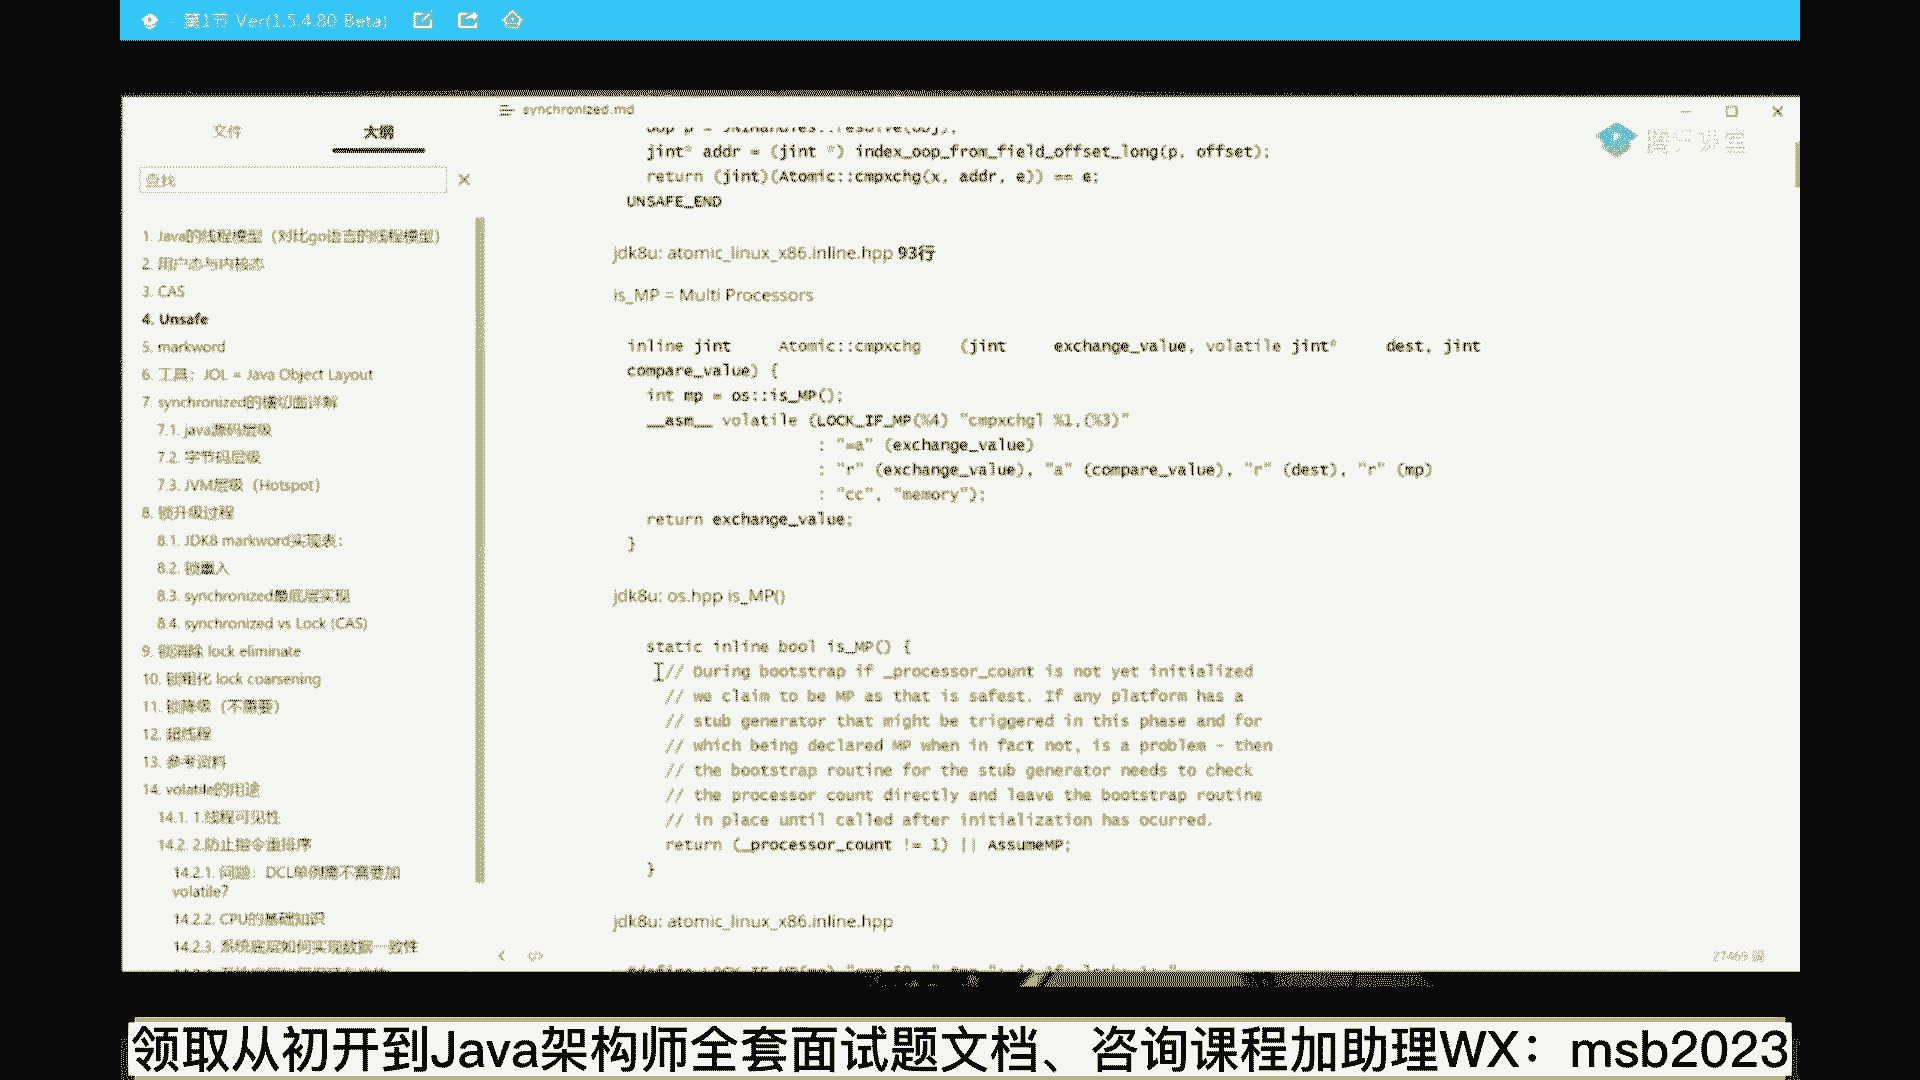 第1节 Ver(1.5.4.80 Beta)
文件
大纲
查找
1. Java的线程模型（对比go语言的线程模型）
2. 用户态与内核态
3. CAS
4. Unsafe
5. markword
6. 工具：JOL = Java Object Layout
7. synchronized的横切面详解
7.1. java源码层级
7.2. 字节码层级
7.3. JVM层级（Hotspot）
8. 锁升级过程
8.1. JDK8 markword实现表：
8.2. 锁重入
8.3. synchronized最底层实现
8.4. synchronized vs Lock (CAS)
9. 锁消除 lock eliminate
10. 锁粗化 lock coarsening
11. 锁降级（不重要）
12. 超线程
13. 参考资料
14. volatile的用途
14.1. 1.线程可见性
14.2. 2.防止指令重排序
14.2.1. 问题：DCL单例需不需要加
volatile?
14.2.2. CPU的基础知识
14.2.3. 系统底层如何实现数据一致性
synchronized.md
腾讯课堂
oop p = JNIHandles::resolve(obj);
jint* addr = (jint *) index_oop_from_field_offset_long(p, offset);
return (jint)(Atomic::cmpxchg(x, addr, e)) == e;
UNSAFE_END
jdk8u: atomic_linux_x86.inline.hpp 93行
is_MP = Multi Processors
inline jint     Atomic::cmpxchg    (jint     exchange_value, volatile jint*     dest, jint
compare_value) {
int mp = os::is_MP();
__asm__ volatile (LOCK_IF_MP(%4) "cmpxchgl %1,(%3)"
: "=a" (exchange_value)
: "r" (exchange_value), "a" (compare_value), "r" (dest), "r" (mp)
: "cc", "memory");
return exchange_value;
}
jdk8u: os.hpp is_MP()
static inline bool is_MP() {
// During bootstrap if _processor_count is not yet initialized
// we claim to be MP as that is safest. If any platform has a
// stub generator that might be triggered in this phase and for
// which being declared MP when in fact not, is a problem - then
// the bootstrap routine for the stub generator needs to check
// the processor count directly and leave the bootstrap routine
// in place until called after initialization has ocurred.
return (_processor_count != 1) || AssumeMP;
}
jdk8u: atomic_linux_x86.inline.hpp
27469 词
领取从初开到Java架构师全套面试题文档、咨询课程加助理WX：msb2023